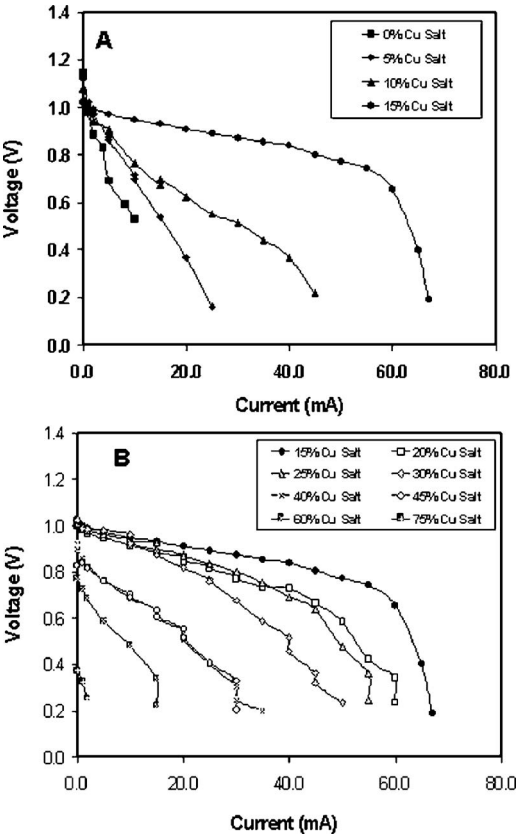 1.4
1.2
1.0
0.8
0.6
0.4
0.2
0.0
Voltage (V)
A
0% Cu Salt
5% Cu Salt
10% Cu Salt
15% Cu Salt
0.0 20.0 40.0 60.0 80.0
Current (mA)
1.4
1.2
1.0
0.8
0.6
0.4
0.2
0.0
Voltage (V)
B
15% Cu Salt 20% Cu Salt
25% Cu Salt 30% Cu Salt
40% Cu Salt 45% Cu Salt
60% Cu Salt 75% Cu Salt
0.0 20.0 40.0 60.0 80.0
Current (mA)